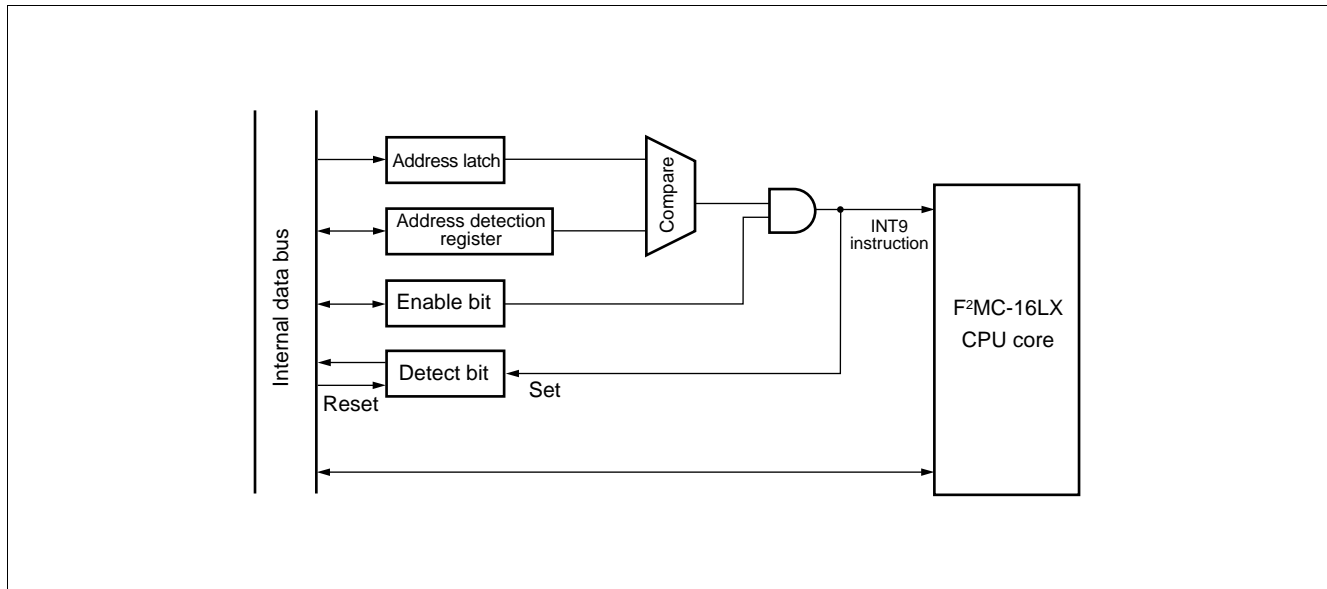 Internal data bus
Address latch
Address detection
register
Enable bit
Detect bit
Reset
Set
Compare
INT9
instruction
F²MC-16LX
CPU core